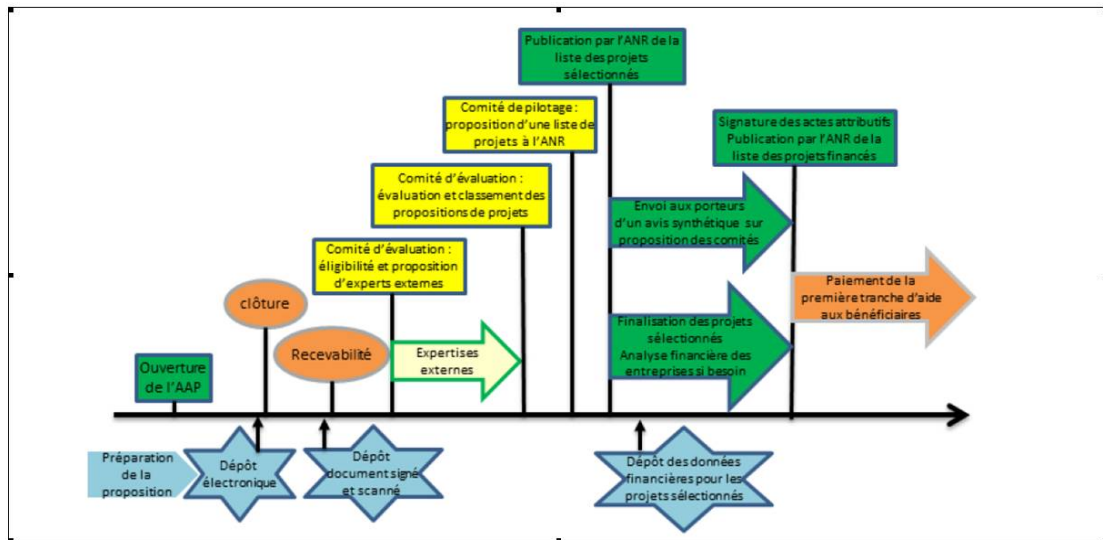 Publication par l'ANR de la
liste des projets
sélectionnés
Comité de pilotage :
proposition d'une liste de
projets à l'ANR
Signature des actes attributifs
Publication par l'ANR de la
liste des projets financés
Comité d'évaluation :
évaluation et classement des
propositions de projets
Envoi aux porteurs
d'un avis synthétique sur
proposition des comités
Comité d'évaluation :
éligibilité et proposition
d'experts externes
Paiement de la
première tranche d'aide
aux bénéficiaires
clôture
Finalisation des projets
sélectionnés
Analyse financière des
entreprises si besoin
Recevabilité
Expertises
externes
Ouverture
de l'AAP
Préparation
de la
proposition
Dépôt
électronique
Dépôt
document signé
et scanné
Dépôt des données
financières pour les
projets sélectionnés